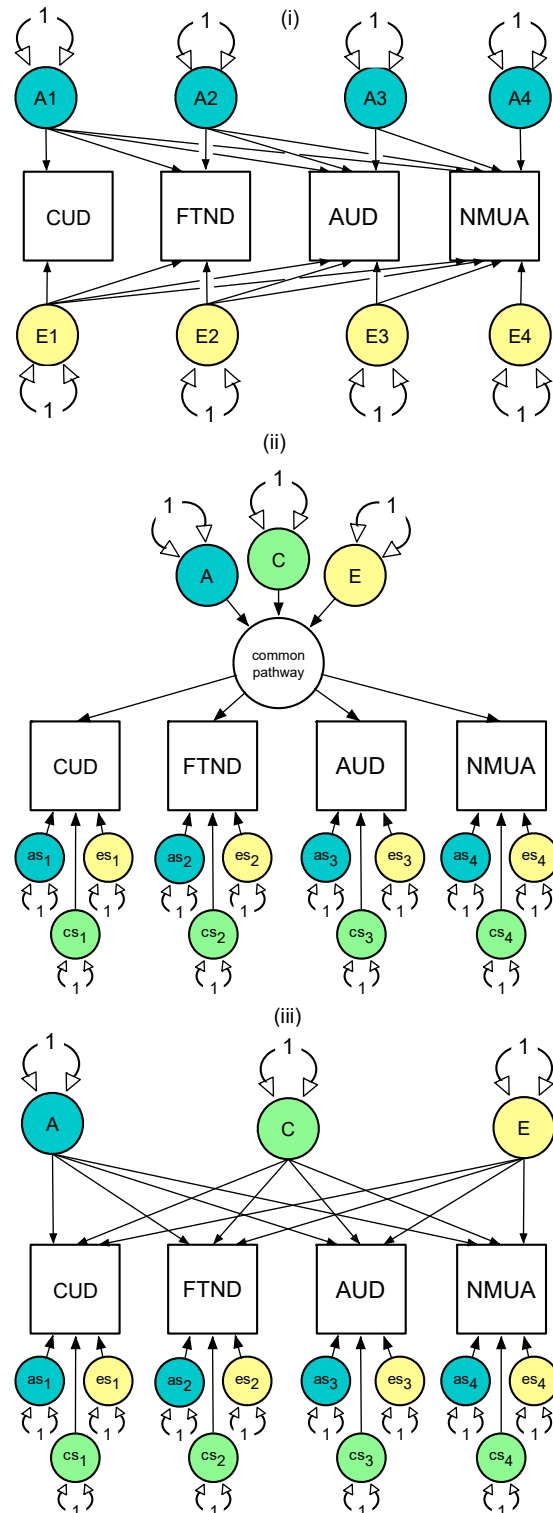 (i)
1 1 1 1
A1 A2 A3 A4
CUD FTND AUD NMUA
E1 E2 E3 E4
1 1 1 1
(ii)
1 1 1
A C E
common
pathway
CUD FTND AUD NMUA
as1 es1 as2 es2 as3 es3 as4 es4
1 1 1 1 1 1 1 1
cs1 cs2 cs3 cs4
1 1 1 1
(iii)
1 1 1
A C E
CUD FTND AUD NMUA
as1 es1 as2 es2 as3 es3 as4 es4
1 1 1 1 1 1 1 1
cs1 cs2 cs3 cs4
1 1 1 1